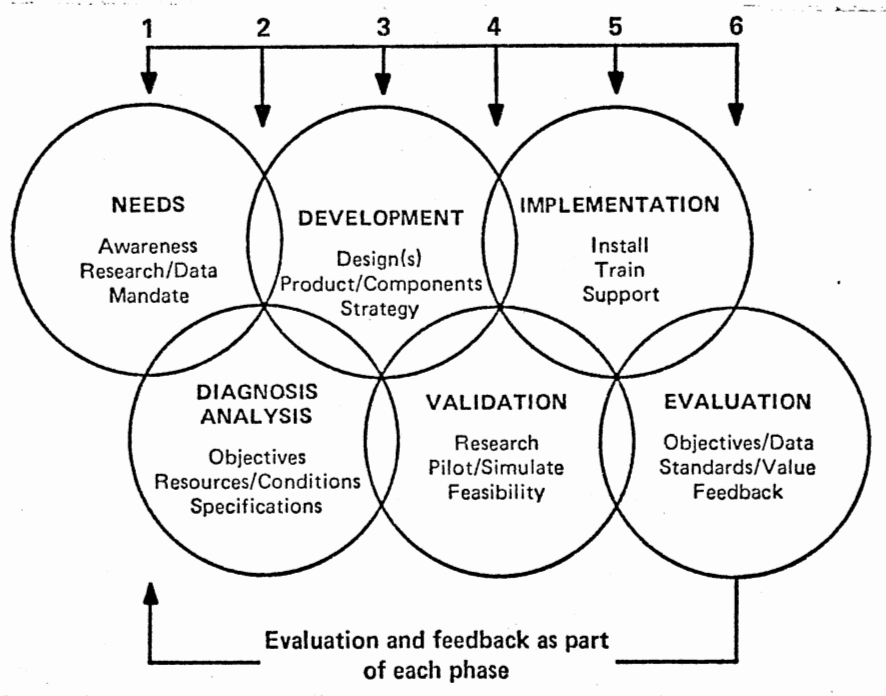 1 2 3 4 5 6
NEEDS
Awareness
Research/Data
Mandate
DIAGNOSIS
ANALYSIS
Objectives
Resources/Conditions
Specifications
DEVELOPMENT
Design(s)
Product/Components
Strategy
VALIDATION
Research
Pilot/Simulate
Feasibility
IMPLEMENTATION
Install
Train
Support
EVALUATION
Objectives/Data
Standards/Value
Feedback
Evaluation and feedback as part
of each phase